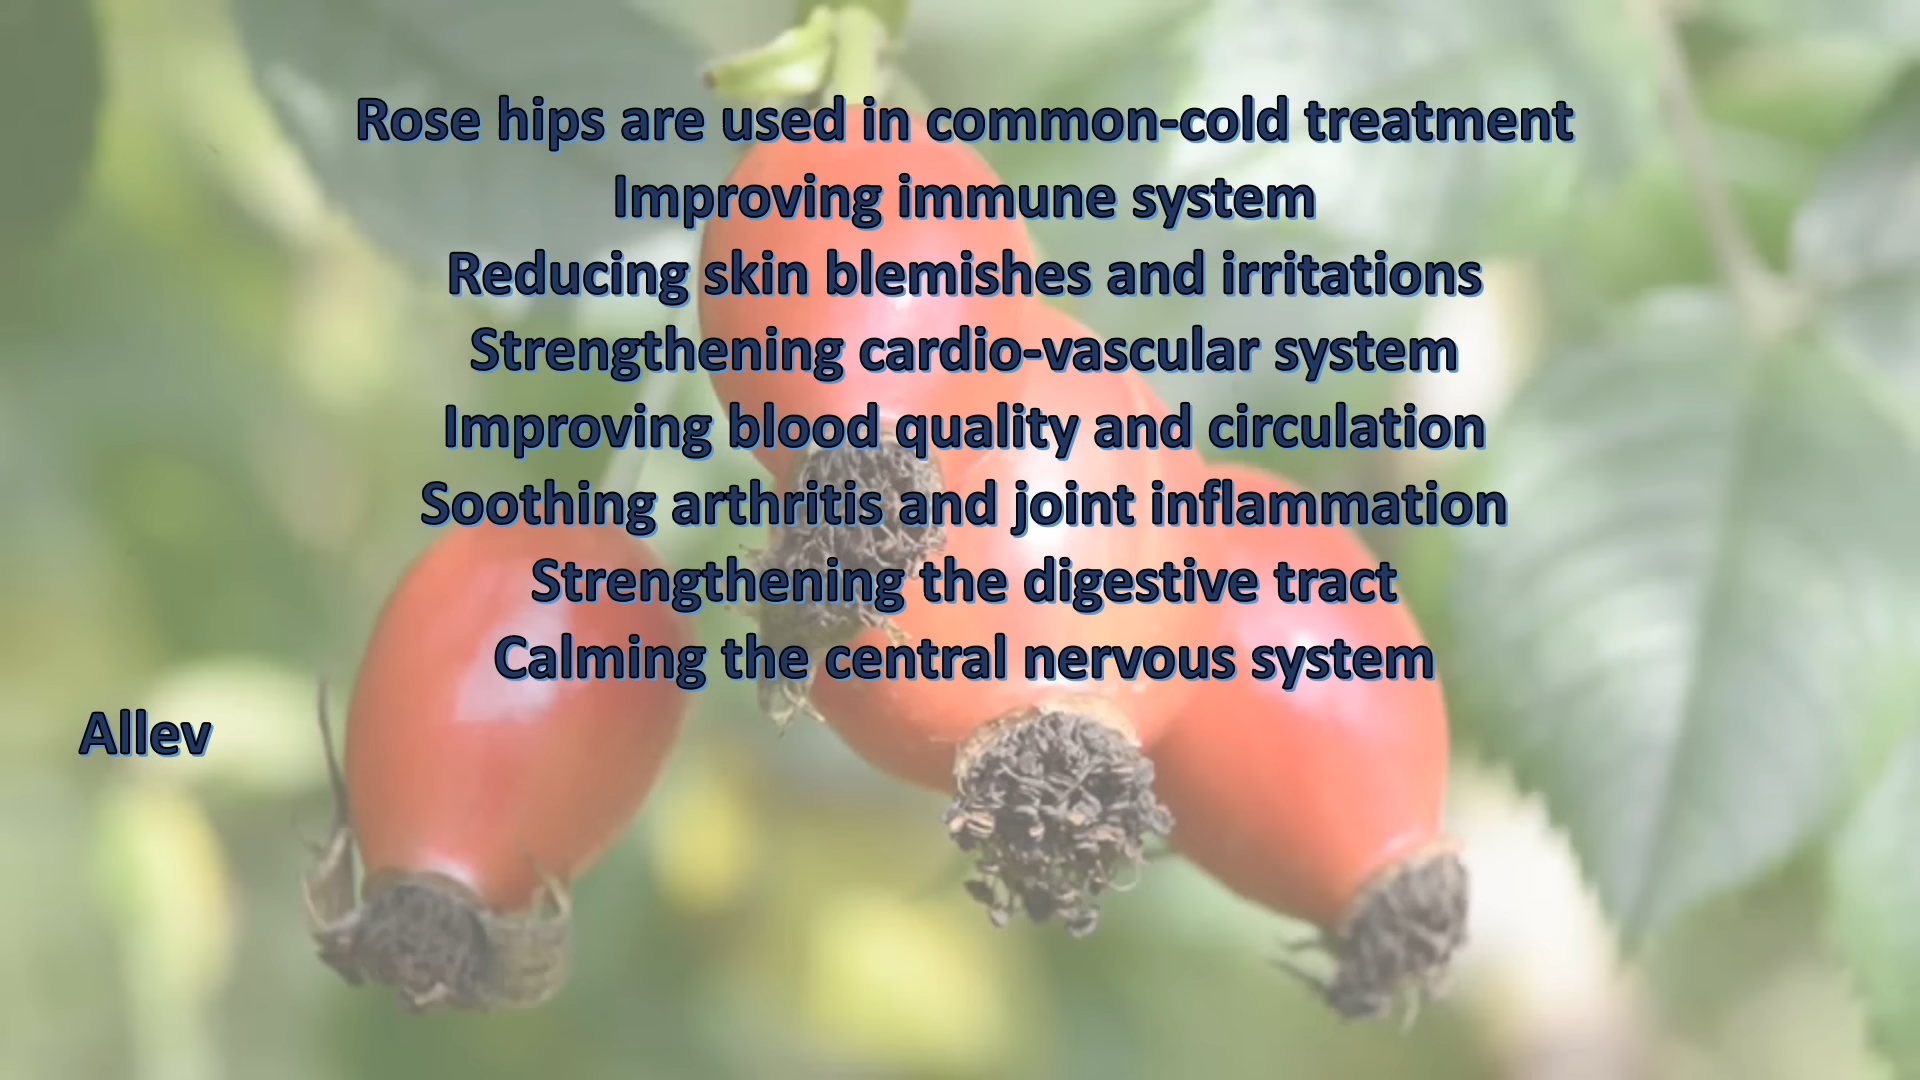 Rose hips are used in common-cold treatment
Improving immune system
Reducing skin blemishes and irritations
Strengthening cardio-vascular system
Improving blood quality and circulation
Soothing arthritis and joint inflammation
Strengthening the digestive tract
Calming the central nervous system
Allev